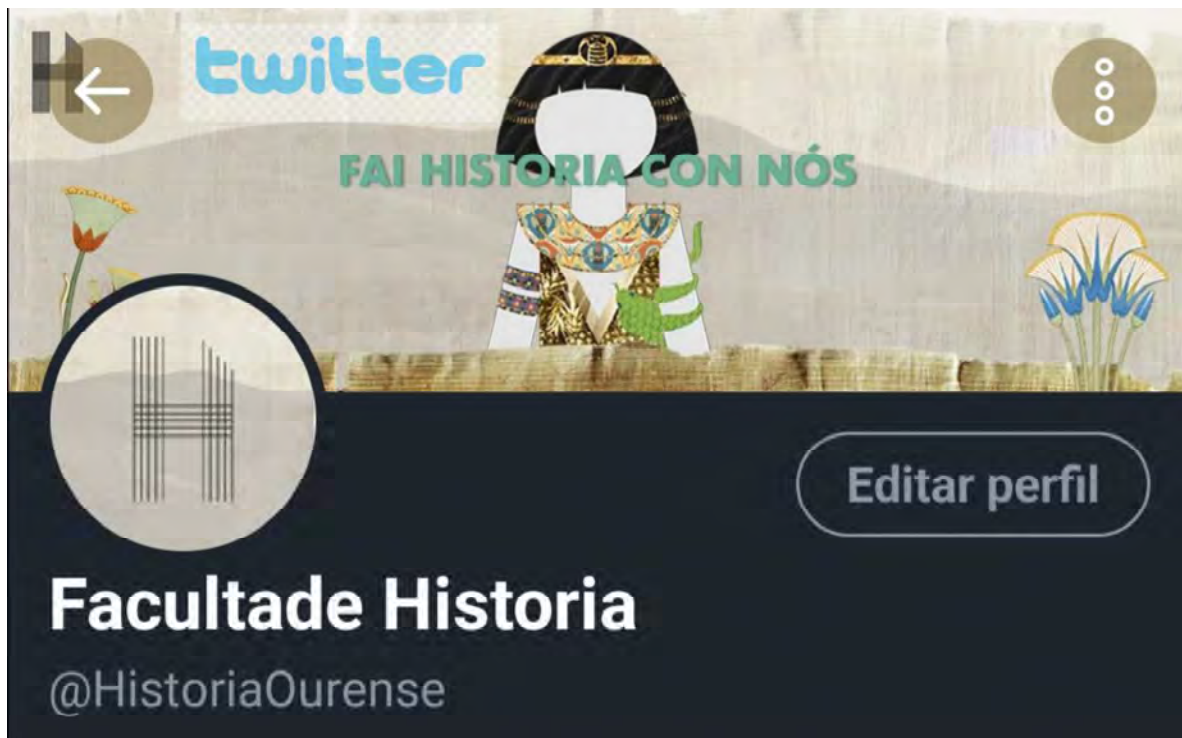 H
twitter
FAI HISTORIA CON NÓS
H
Editar perfil
Facultade Historia
@HistoriaOurense